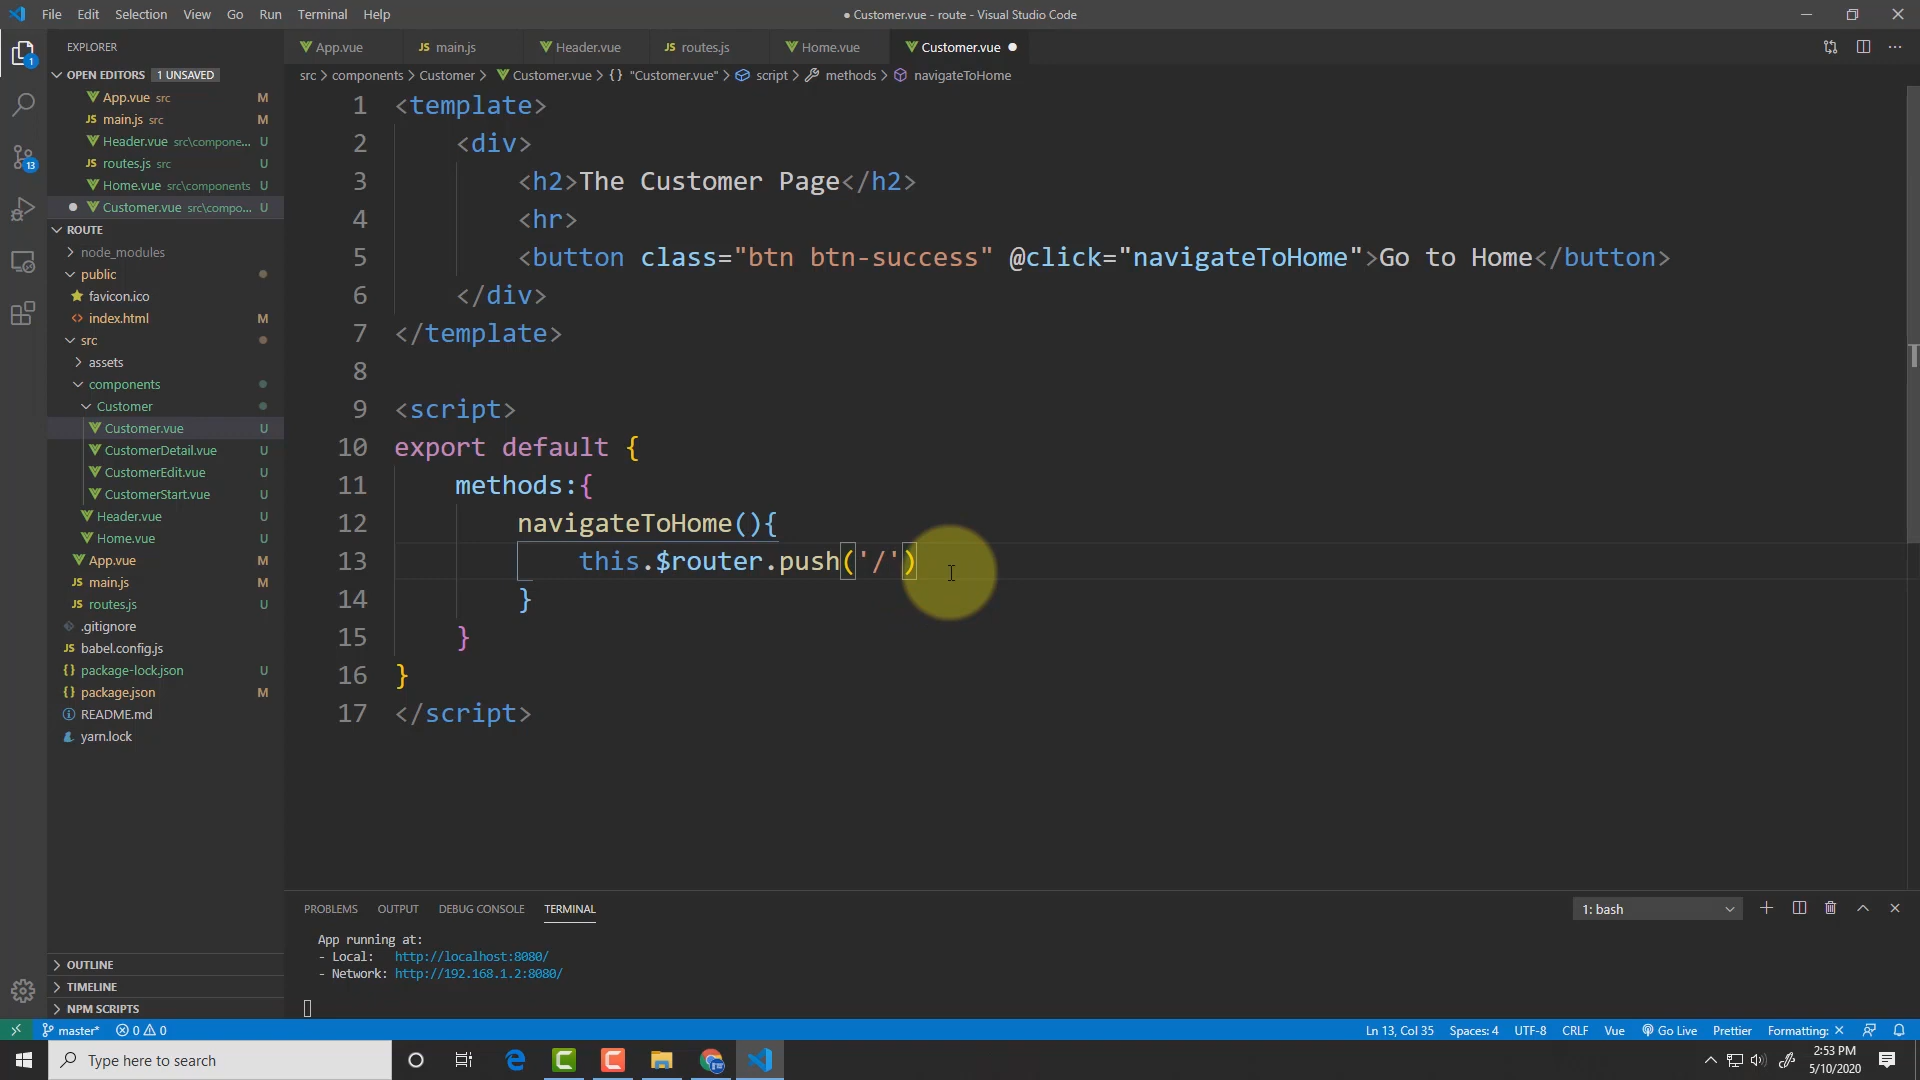 File Edit Selection View Go Run Terminal Help
● Customer.vue - route - Visual Studio Code
EXPLORER
OPEN EDITORS 1 UNSAVED
App.vue src M
main.js src M
Header.vue src\compone... U
routes.js src U
Home.vue src\components U
Customer.vue src\compo... U
ROUTE
node_modules
public
favicon.ico
index.html M
src
assets
components
Customer
Customer.vue U
CustomerDetail.vue U
CustomerEdit.vue U
CustomerStart.vue U
Header.vue U
Home.vue U
App.vue M
main.js M
routes.js U
.gitignore
babel.config.js
package-lock.json U
package.json M
README.md
yarn.lock
OUTLINE
TIMELINE
NPM SCRIPTS
1
13
App.vue main.js Header.vue routes.js Home.vue Customer.vue
src > components > Customer > Customer.vue > {} "Customer.vue" > script > methods > navigateToHome
1 <template>
2 <div>
3 <h2>The Customer Page</h2>
4 <hr>
5 <button class="btn btn-success" @click="navigateToHome">Go to Home</button>
6 </div>
7 </template>
8
9 <script>
10 export default {
11 methods:{
12 navigateToHome(){
13 this.$router.push('/')
14 }
15 }
16 }
17 </script>
PROBLEMS OUTPUT DEBUG CONSOLE TERMINAL
1: bash
App running at:
- Local: http://localhost:8080/
- Network: http://192.168.1.2:8080/
master* 0 0
Ln 13, Col 35 Spaces: 4 UTF-8 CRLF Vue Go Live Prettier Formatting: ×
Type here to search
2:53 PM
5/10/2020